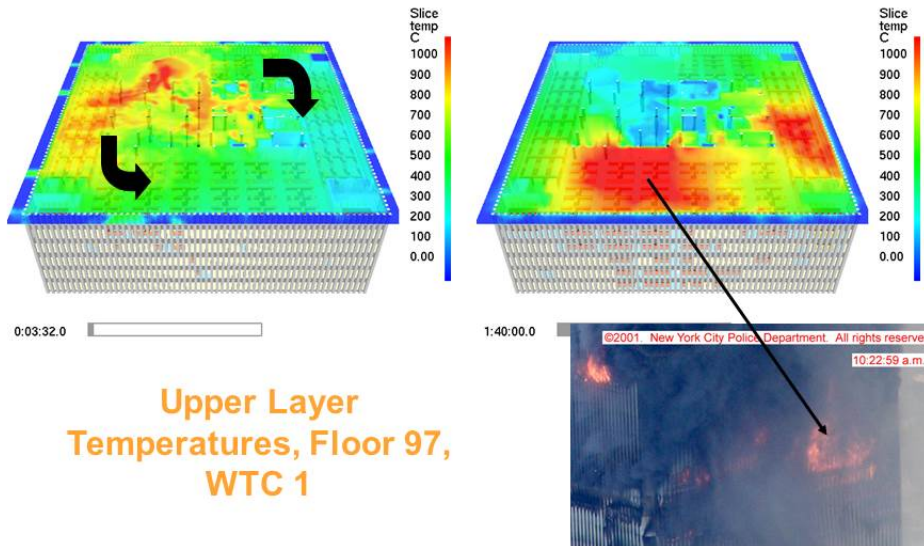 Slice
temp
C
1000
900
800
700
600
500
400
300
200
100
0.00
Slice
temp
C
1000
900
800
700
600
500
400
300
200
100
0.00
0:03:32.0
1:40:00.0
©2001. New York City Police Department. All rights reserve
10:22:59 a.m.
Upper Layer
Temperatures, Floor 97,
WTC 1